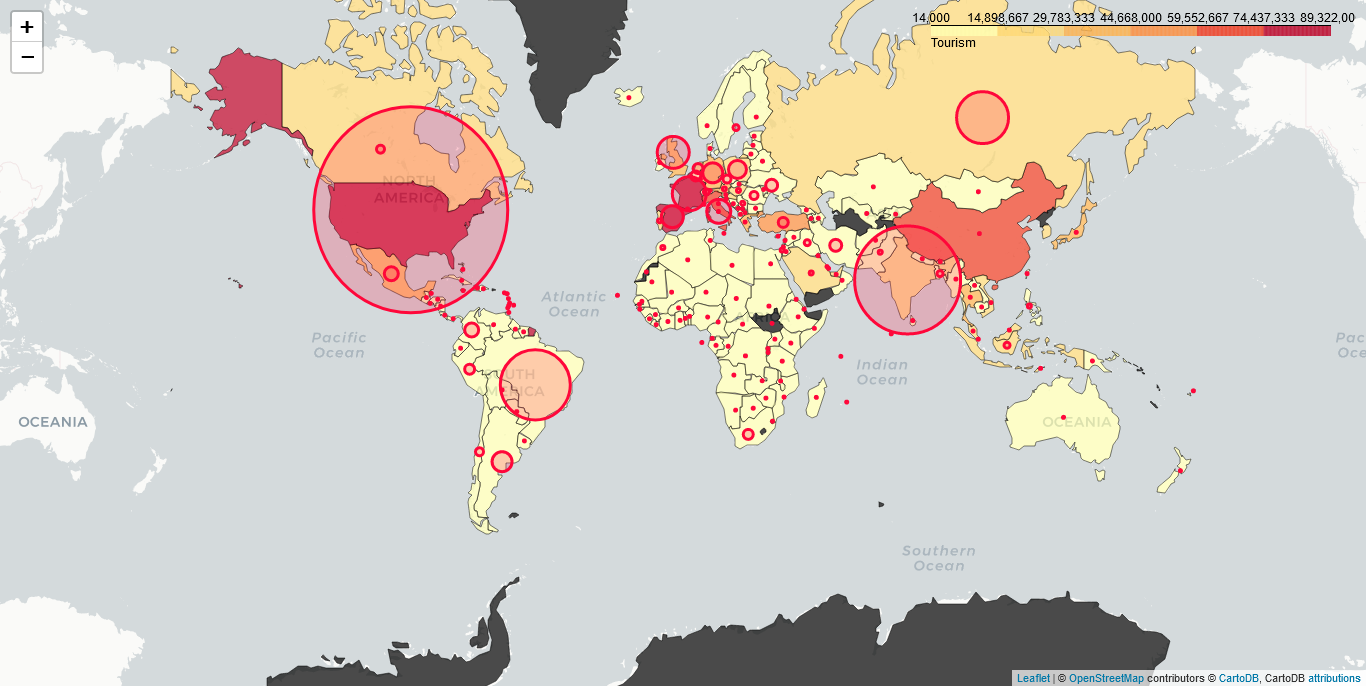 +
−
14,000 14,898,667 29,783,333 44,668,000 59,552,667 74,437,333 89,322,00
Tourism
NORTH
AMERICA
Atlantic
Ocean
Pacific
Ocean
Pac
Oce
Indian
Ocean
SOUTH
AMERICA
OCEANIA
OCEANIA
Southern
Ocean
Leaflet | © OpenStreetMap contributors © CartoDB, CartoDB attributions